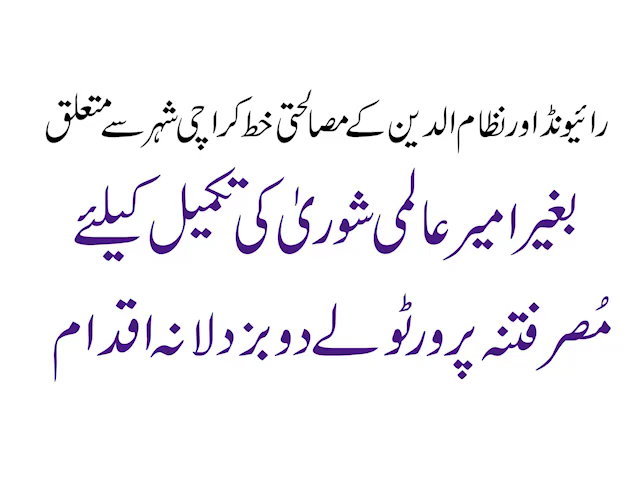 رائیونڈ اور نظام الدین کے مصالحتی خط کراچی شہر سے متعلق
بغیر امیر عالمی شوریٰ کی تکمیل کیلئے
مُصر فتنہ پرور ٹولے دو بزدلانہ اقدام